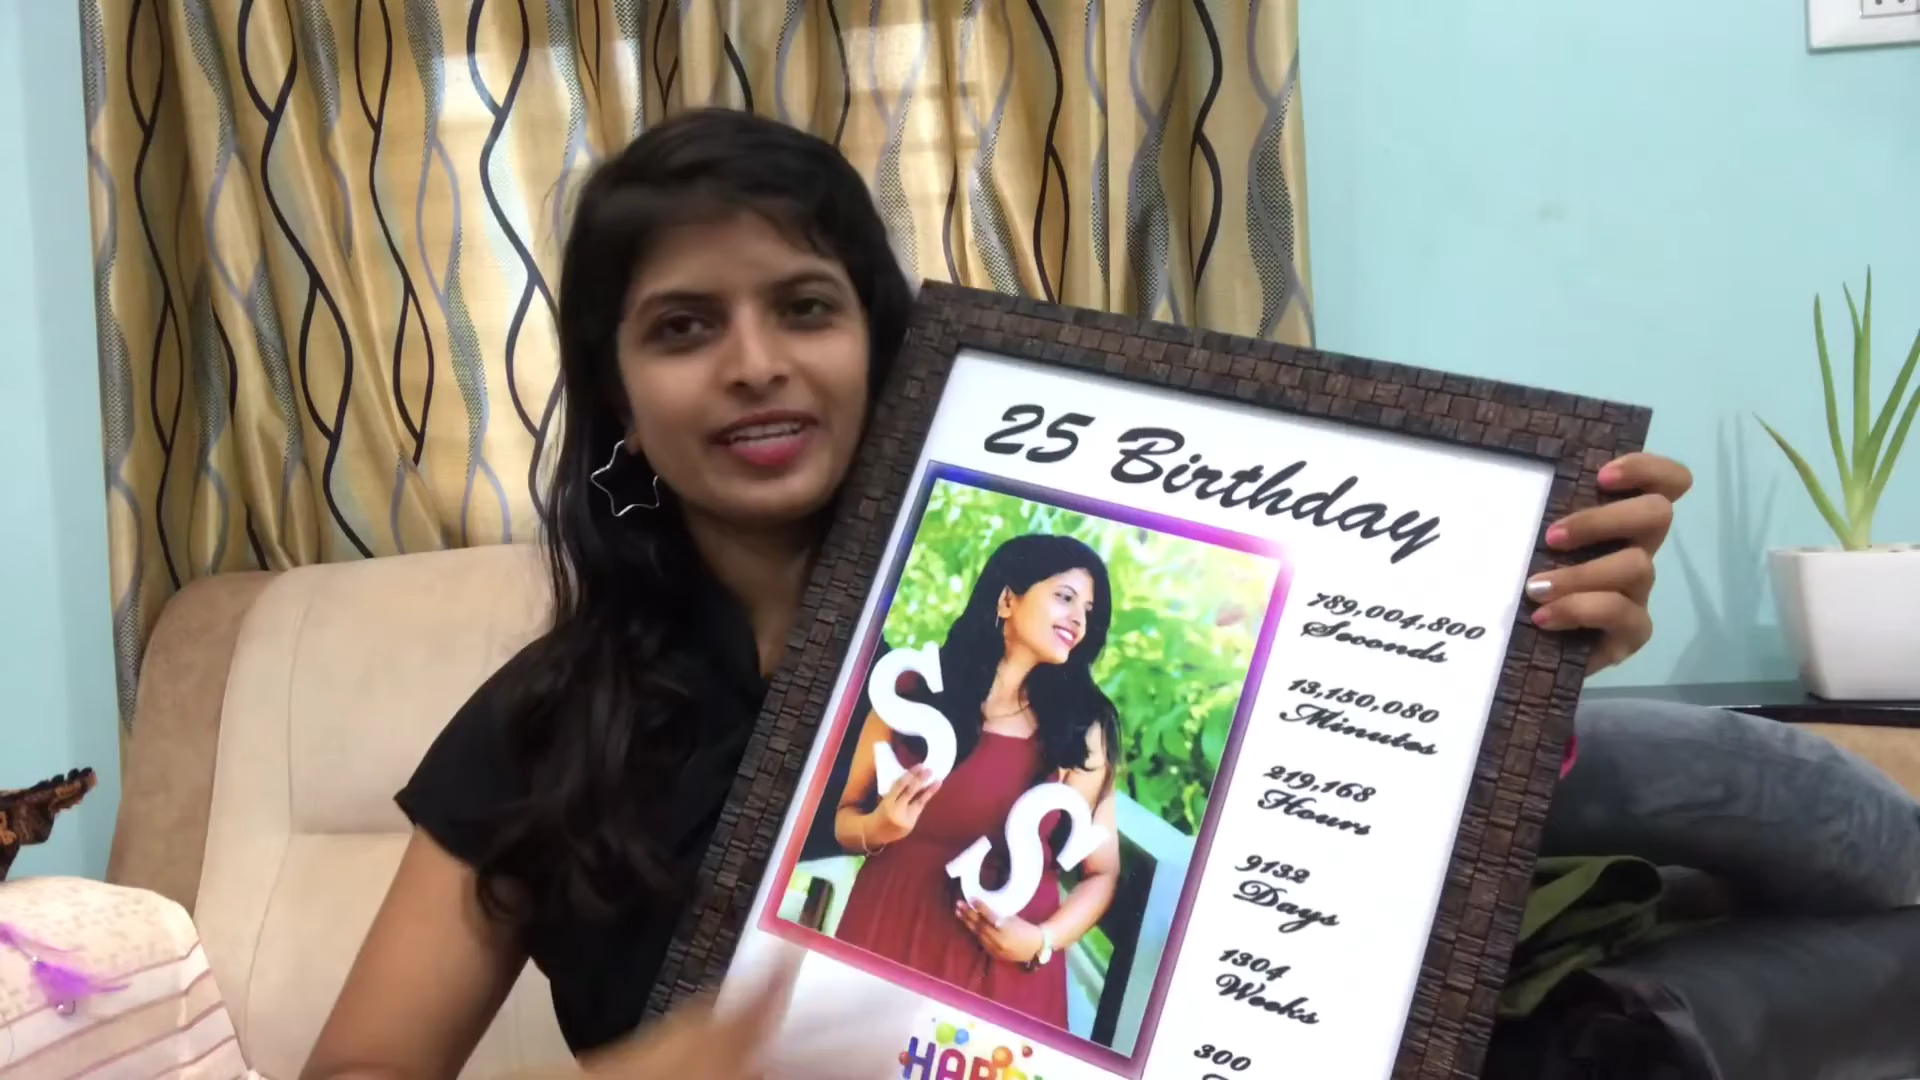 25 Birthday
789,004,800
Seconds
13,150,080
Minutes
219,168
Hours
9132
Days
1304
Weeks
300
S
S